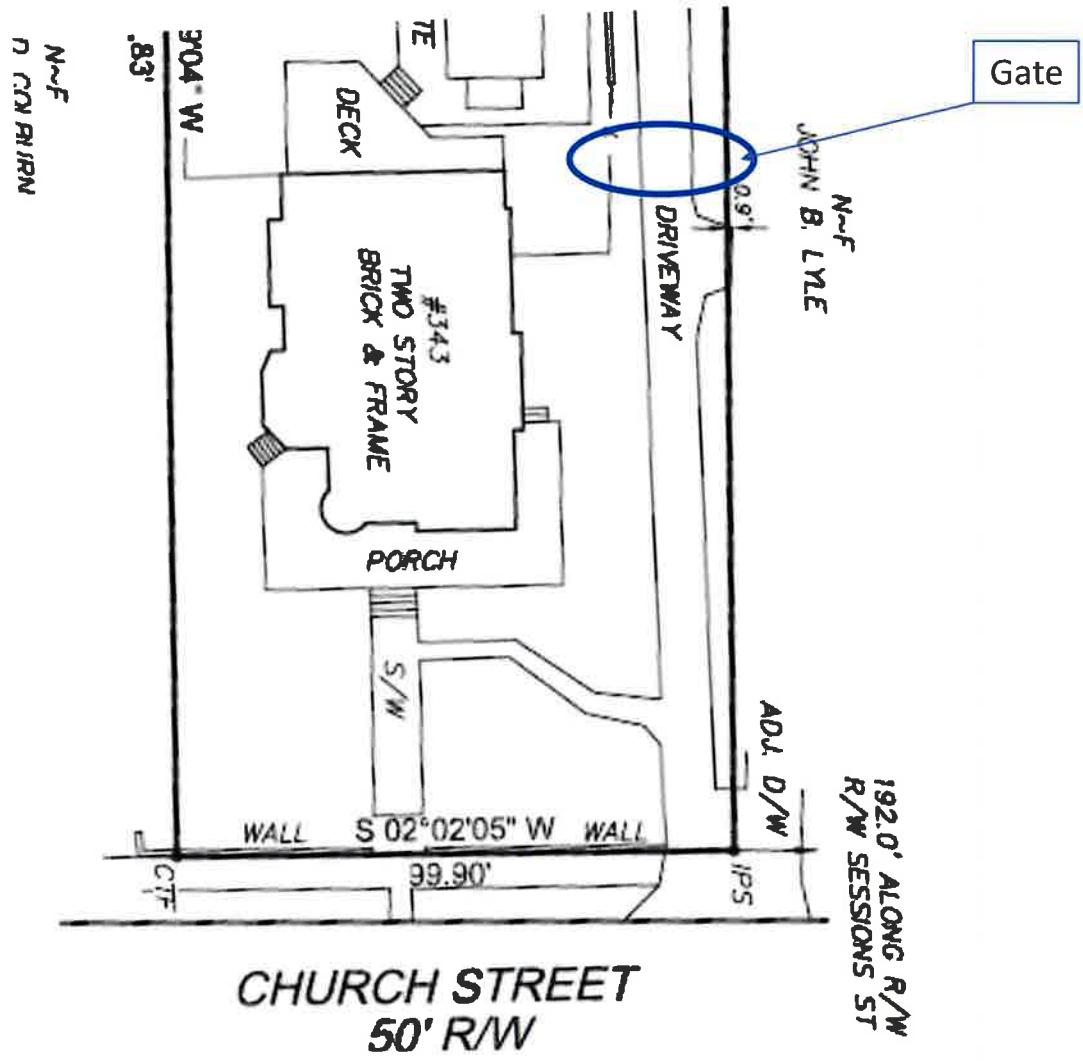 Gate
N~F
JOHN B. LYLE
0.9'
N~F
.83'
9'04" W
TE
DECK
DRIVEWAY
#343
TWO STORY
BRICK & FRAME
PORCH
S/W
ADJ. D/W
192.0' ALONG R/W
R/W SESSIONS ST
WALL S 02°02'05" W WALL
99.90'
CTF
IPS
CHURCH STREET
50' R/W